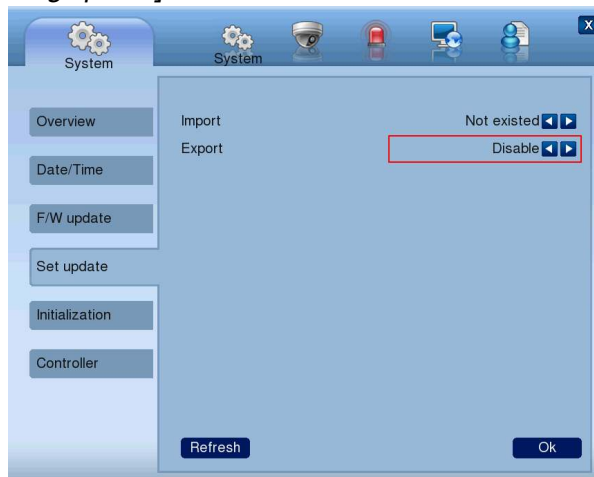 System
System
X
Overview
Date/Time
F/W update
Set update
Initialization
Controller
Import Not existed
Export Disable
Refresh Ok